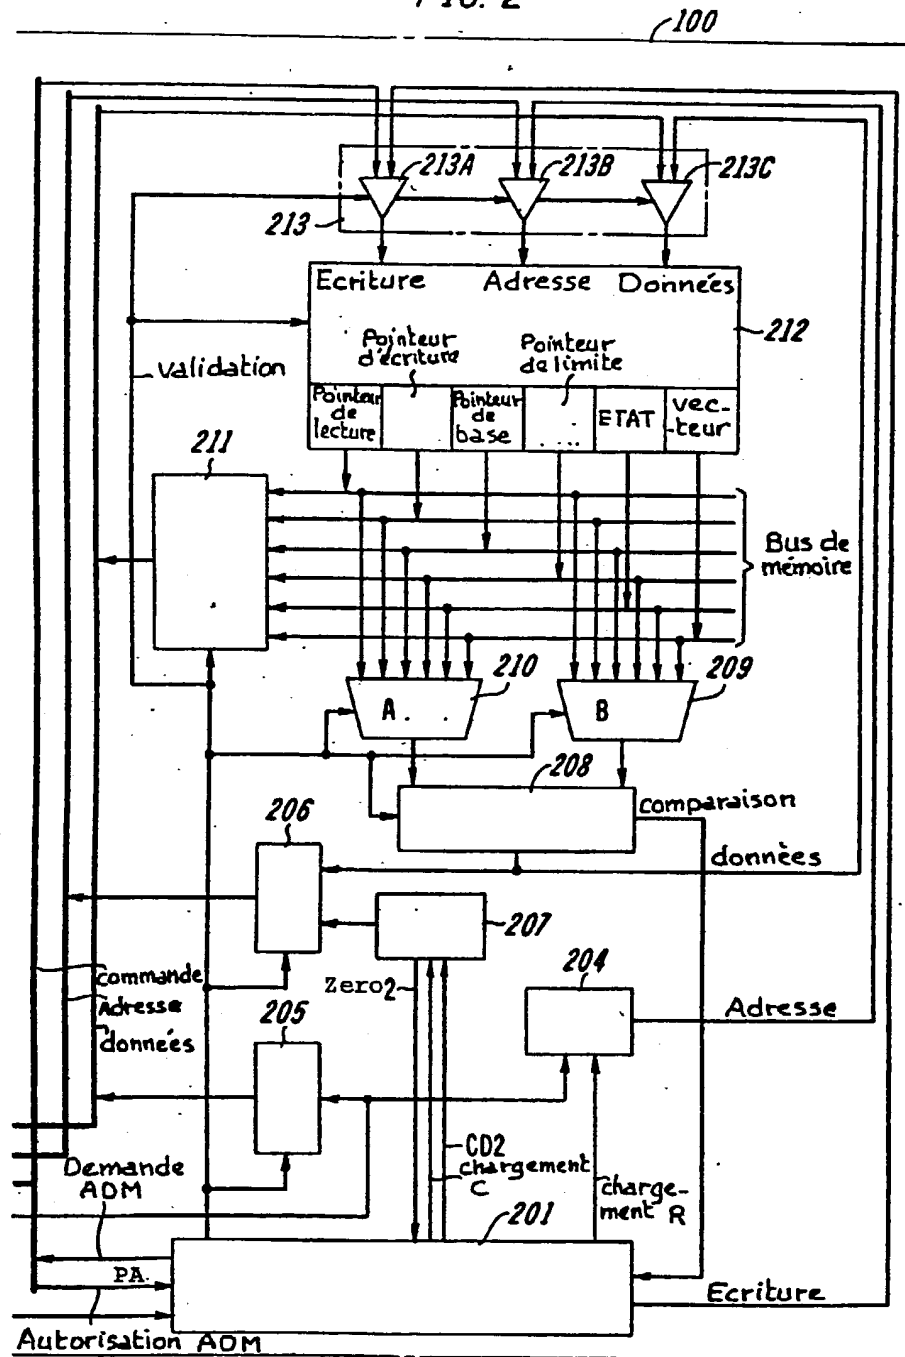 FIG. 2
100
213A
213B
213C
213
Ecriture Adresse Données
212
Pointeur
d'écriture
Pointeur
de limite
validation
Pointeur
de
lecture
Pointeur
de
base
....
ETAT
vec-
-teur
211
Bus de
mémoire
210
209
A. .
B
208
comparaison
206
données
207
204
Zero2
commande
Adresse
données
205
Adresse
CD2
chargement
C
charge-
ment R
Demande
ADM
201
PA.
Ecriture
Autorisation ADM